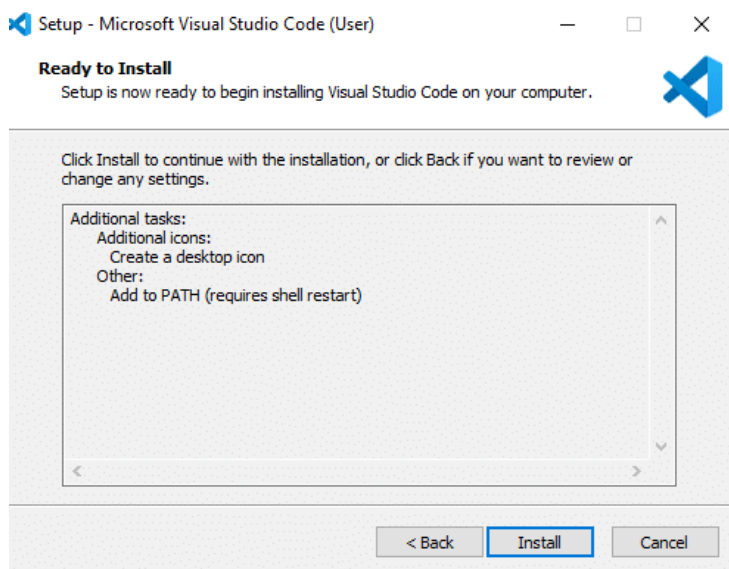 Setup - Microsoft Visual Studio Code (User)
Ready to Install
Setup is now ready to begin installing Visual Studio Code on your computer.
Click Install to continue with the installation, or click Back if you want to review or
change any settings.
Additional tasks:
Additional icons:
Create a desktop icon
Other:
Add to PATH (requires shell restart)
< Back
Install
Cancel